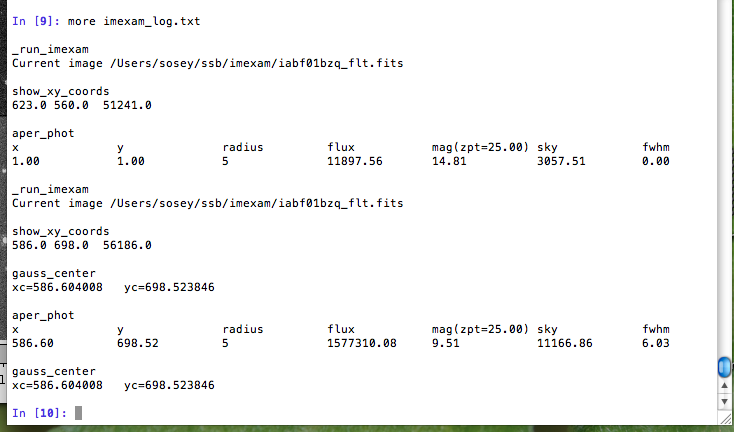 In [9]: more imexam_log.txt
_run_imexam
Current image /Users/sosey/ssb/imexam/iabf01bzq_flt.fits
show_xy_coords
623.0 560.0  51241.0
aper_phot
x y radius flux mag(zpt=25.00) sky fwhm
1.00 1.00 5 11897.56 14.81 3057.51 0.00
_run_imexam
Current image /Users/sosey/ssb/imexam/iabf01bzq_flt.fits
show_xy_coords
586.0 698.0  56186.0
gauss_center
xc=586.604008   yc=698.523846
aper_phot
x y radius flux mag(zpt=25.00) sky fwhm
586.60 698.52 5 1577310.08 9.51 11166.86 6.03
gauss_center
xc=586.604008   yc=698.523846
In [10]: